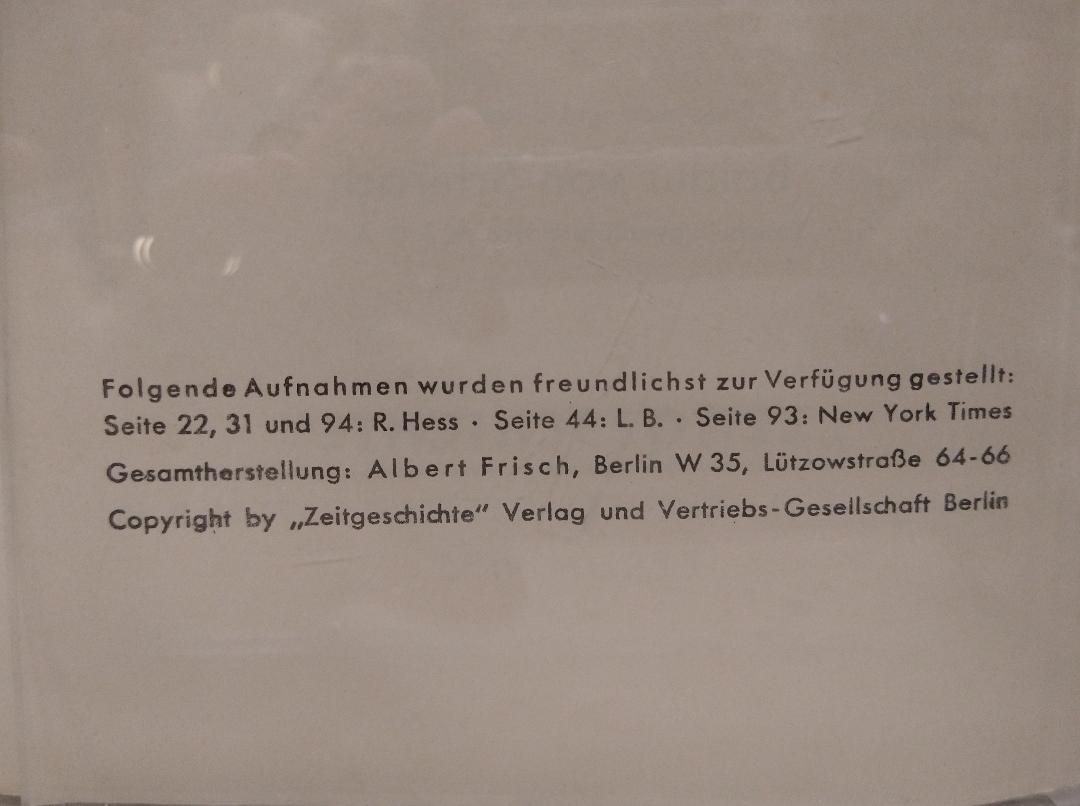 Folgende Aufnahmen wurden freundlichst zur Verfügung gestellt:
Seite 22, 31 und 94: R. Hess · Seite 44: L. B. · Seite 93: New York Times
Gesamtherstellung: Albert Frisch, Berlin W 35, Lützowstraße 64-66
Copyright by „Zeitgeschichte“ Verlag und Vertriebs-Gesellschaft Berlin